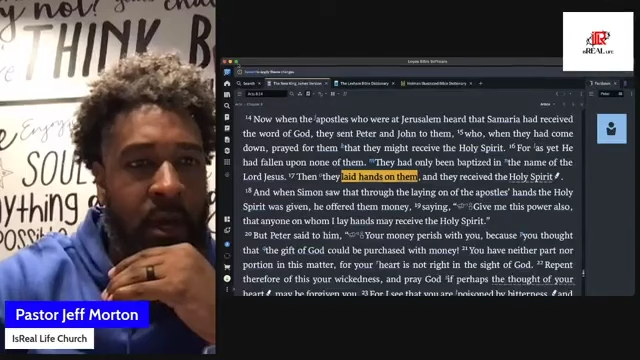 THINK B
Enjoying
SOUL
anything
possib
Pastor Jeff Morton
IsReal Life Church
JR
isREAL LIFE
Logos Bible Software
Search
The New King James Version
The Lexham Bible Dictionary
Holman Illustrated Bible Dictionary
14 Now when the apostles who were at Jerusalem heard that Samaria had received
the word of God, they sent Peter and John to them, 15 who, when they had come
down, prayed for them that they might receive the Holy Spirit. 16 For as yet He
had fallen upon none of them. They had only been baptized in the name of the
Lord Jesus. 17 Then they laid hands on them, and they received the Holy Spirit.
18 And when Simon saw that through the laying on of the apostles' hands the Holy
Spirit was given, he offered them money, 19 saying, “Give me this power also,
that anyone on whom I lay hands may receive the Holy Spirit.”
20 But Peter said to him, “Your money perish with you, because you thought
that the gift of God could be purchased with money! 21 You have neither part nor
portion in this matter, for your heart is not right in the sight of God. 22 Repent
therefore of this your wickedness, and pray God if perhaps the thought of your
heart may be forgiven you. 23 For I see that you are poisoned by bitterness and